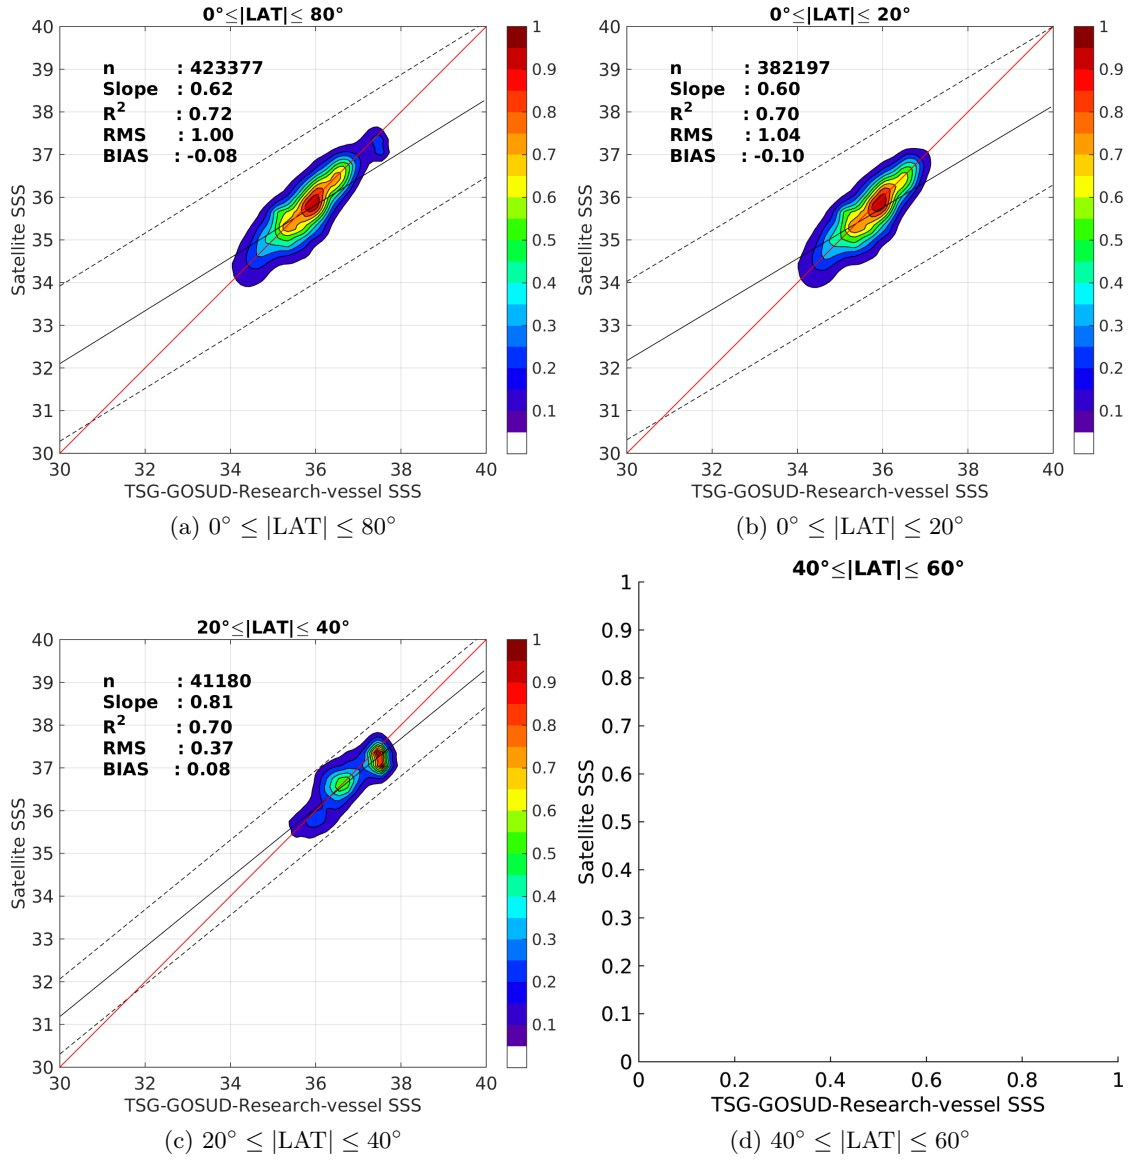 0°≤|LAT|≤ 80°
40
39
38
37
36
35
34
33
32
31
30
Satellite SSS
n : 423377
Slope : 0.62
R² : 0.72
RMS : 1.00
BIAS : -0.08
30 32 34 36 38 40
TSG-GOSUD-Research-vessel SSS
1
0.9
0.8
0.7
0.6
0.5
0.4
0.3
0.2
0.1
(a) 0° ≤ |LAT| ≤ 80°
0°≤|LAT|≤ 20°
40
39
38
37
36
35
34
33
32
31
30
Satellite SSS
n : 382197
Slope : 0.60
R² : 0.70
RMS : 1.04
BIAS : -0.10
30 32 34 36 38 40
TSG-GOSUD-Research-vessel SSS
1
0.9
0.8
0.7
0.6
0.5
0.4
0.3
0.2
0.1
(b) 0° ≤ |LAT| ≤ 20°
20°≤|LAT|≤ 40°
40
39
38
37
36
35
34
33
32
31
30
Satellite SSS
n : 41180
Slope : 0.81
R² : 0.70
RMS : 0.37
BIAS : 0.08
30 32 34 36 38 40
TSG-GOSUD-Research-vessel SSS
1
0.9
0.8
0.7
0.6
0.5
0.4
0.3
0.2
0.1
(c) 20° ≤ |LAT| ≤ 40°
40°≤|LAT|≤ 60°
1
0.9
0.8
0.7
0.6
0.5
0.4
0.3
0.2
0.1
0
Satellite SSS
0 0.2 0.4 0.6 0.8 1
TSG-GOSUD-Research-vessel SSS
(d) 40° ≤ |LAT| ≤ 60°